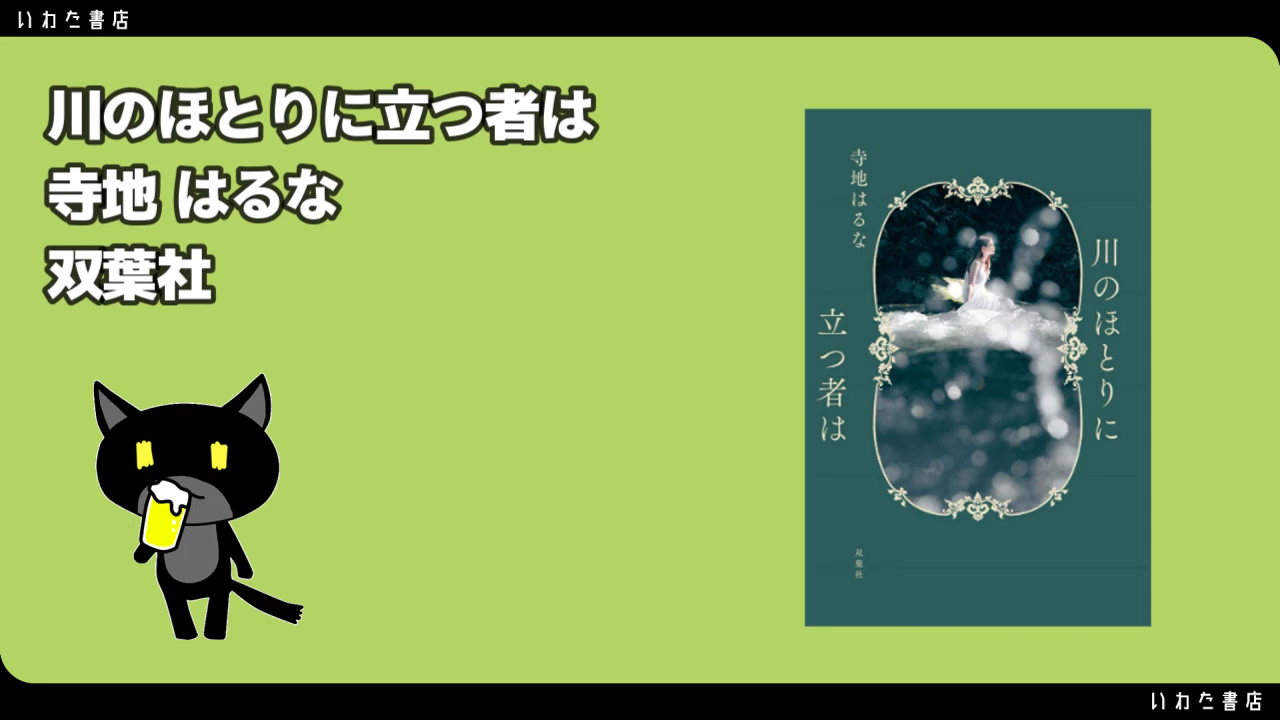 いわた書店
川のほとりに立つ者は
寺地 はるな
双葉社
川のほとりに
立つ者は
寺地はるな
双葉社
いわた書店